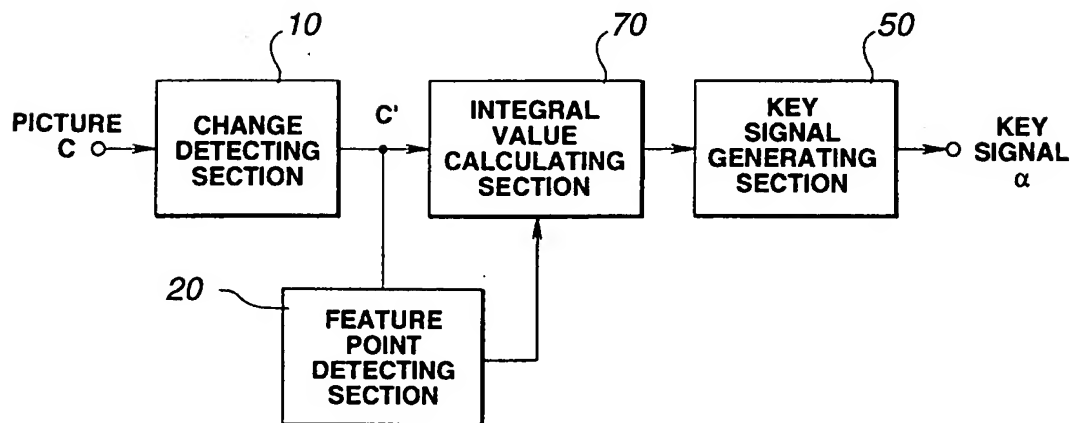 10
70
50
PICTURE
C
CHANGE
DETECTING
SECTION
C'
INTEGRAL
VALUE
CALCULATING
SECTION
KEY
SIGNAL
GENERATING
SECTION
KEY
SIGNAL
α
20
FEATURE
POINT
DETECTING
SECTION